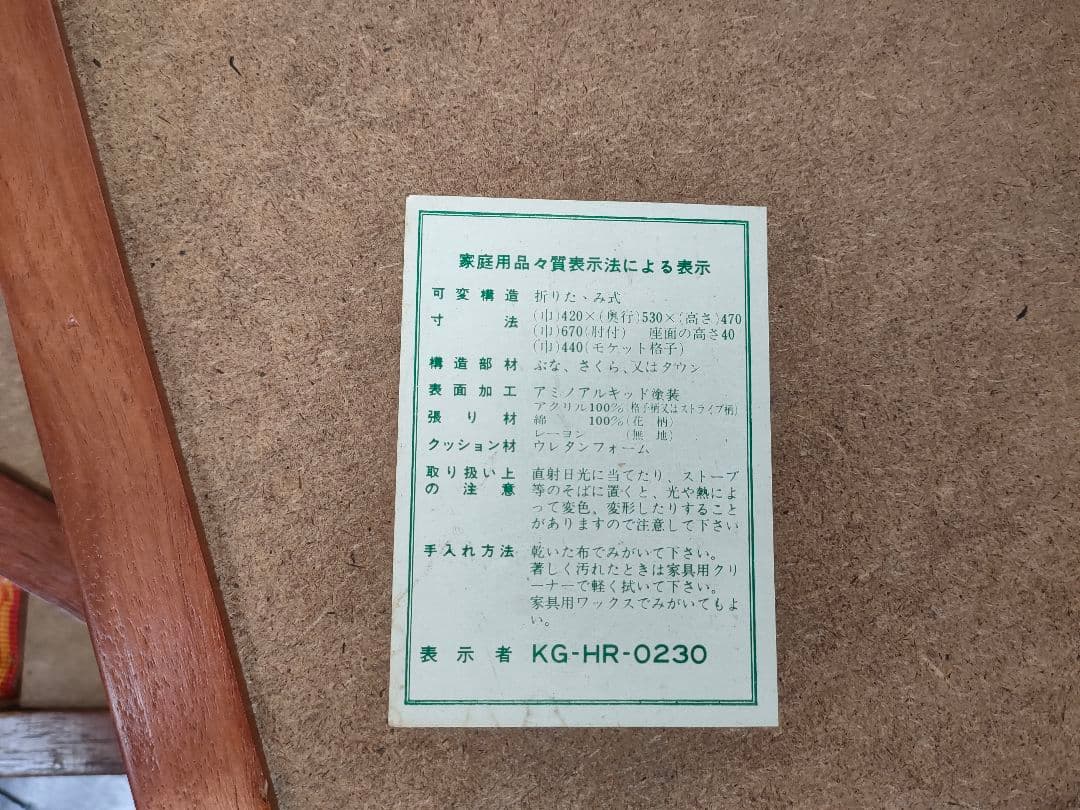 家庭用品々質表示法による表示
可変構造 折りたゝみ式
寸法 (巾)420×(奥行)530×(高さ)470
(巾)670(肘付) 座面の高さ40
(巾)440(モケット格子)
構造部材 ぶな、さくら、又はタウン
表面加工 アミノアルキッド塗装
張り材 アクリル100%(格子柄又はストライプ柄)
綿 100%(花柄)
レーヨン (無地)
クッション材 ウレタンフォーム
取り扱い上 直射日光に当てたり、ストーブ
の注意 等のそばに置くと、光や熱によ
って変色、変形したりすること
がありますので注意して下さい
手入れ方法 乾いた布でみがいて下さい。
著しく汚れたときは家具用クリ
ーナーで軽く拭いて下さい。
家具用ワックスでみがいてもよ
い。
表示者 KG-HR-0230